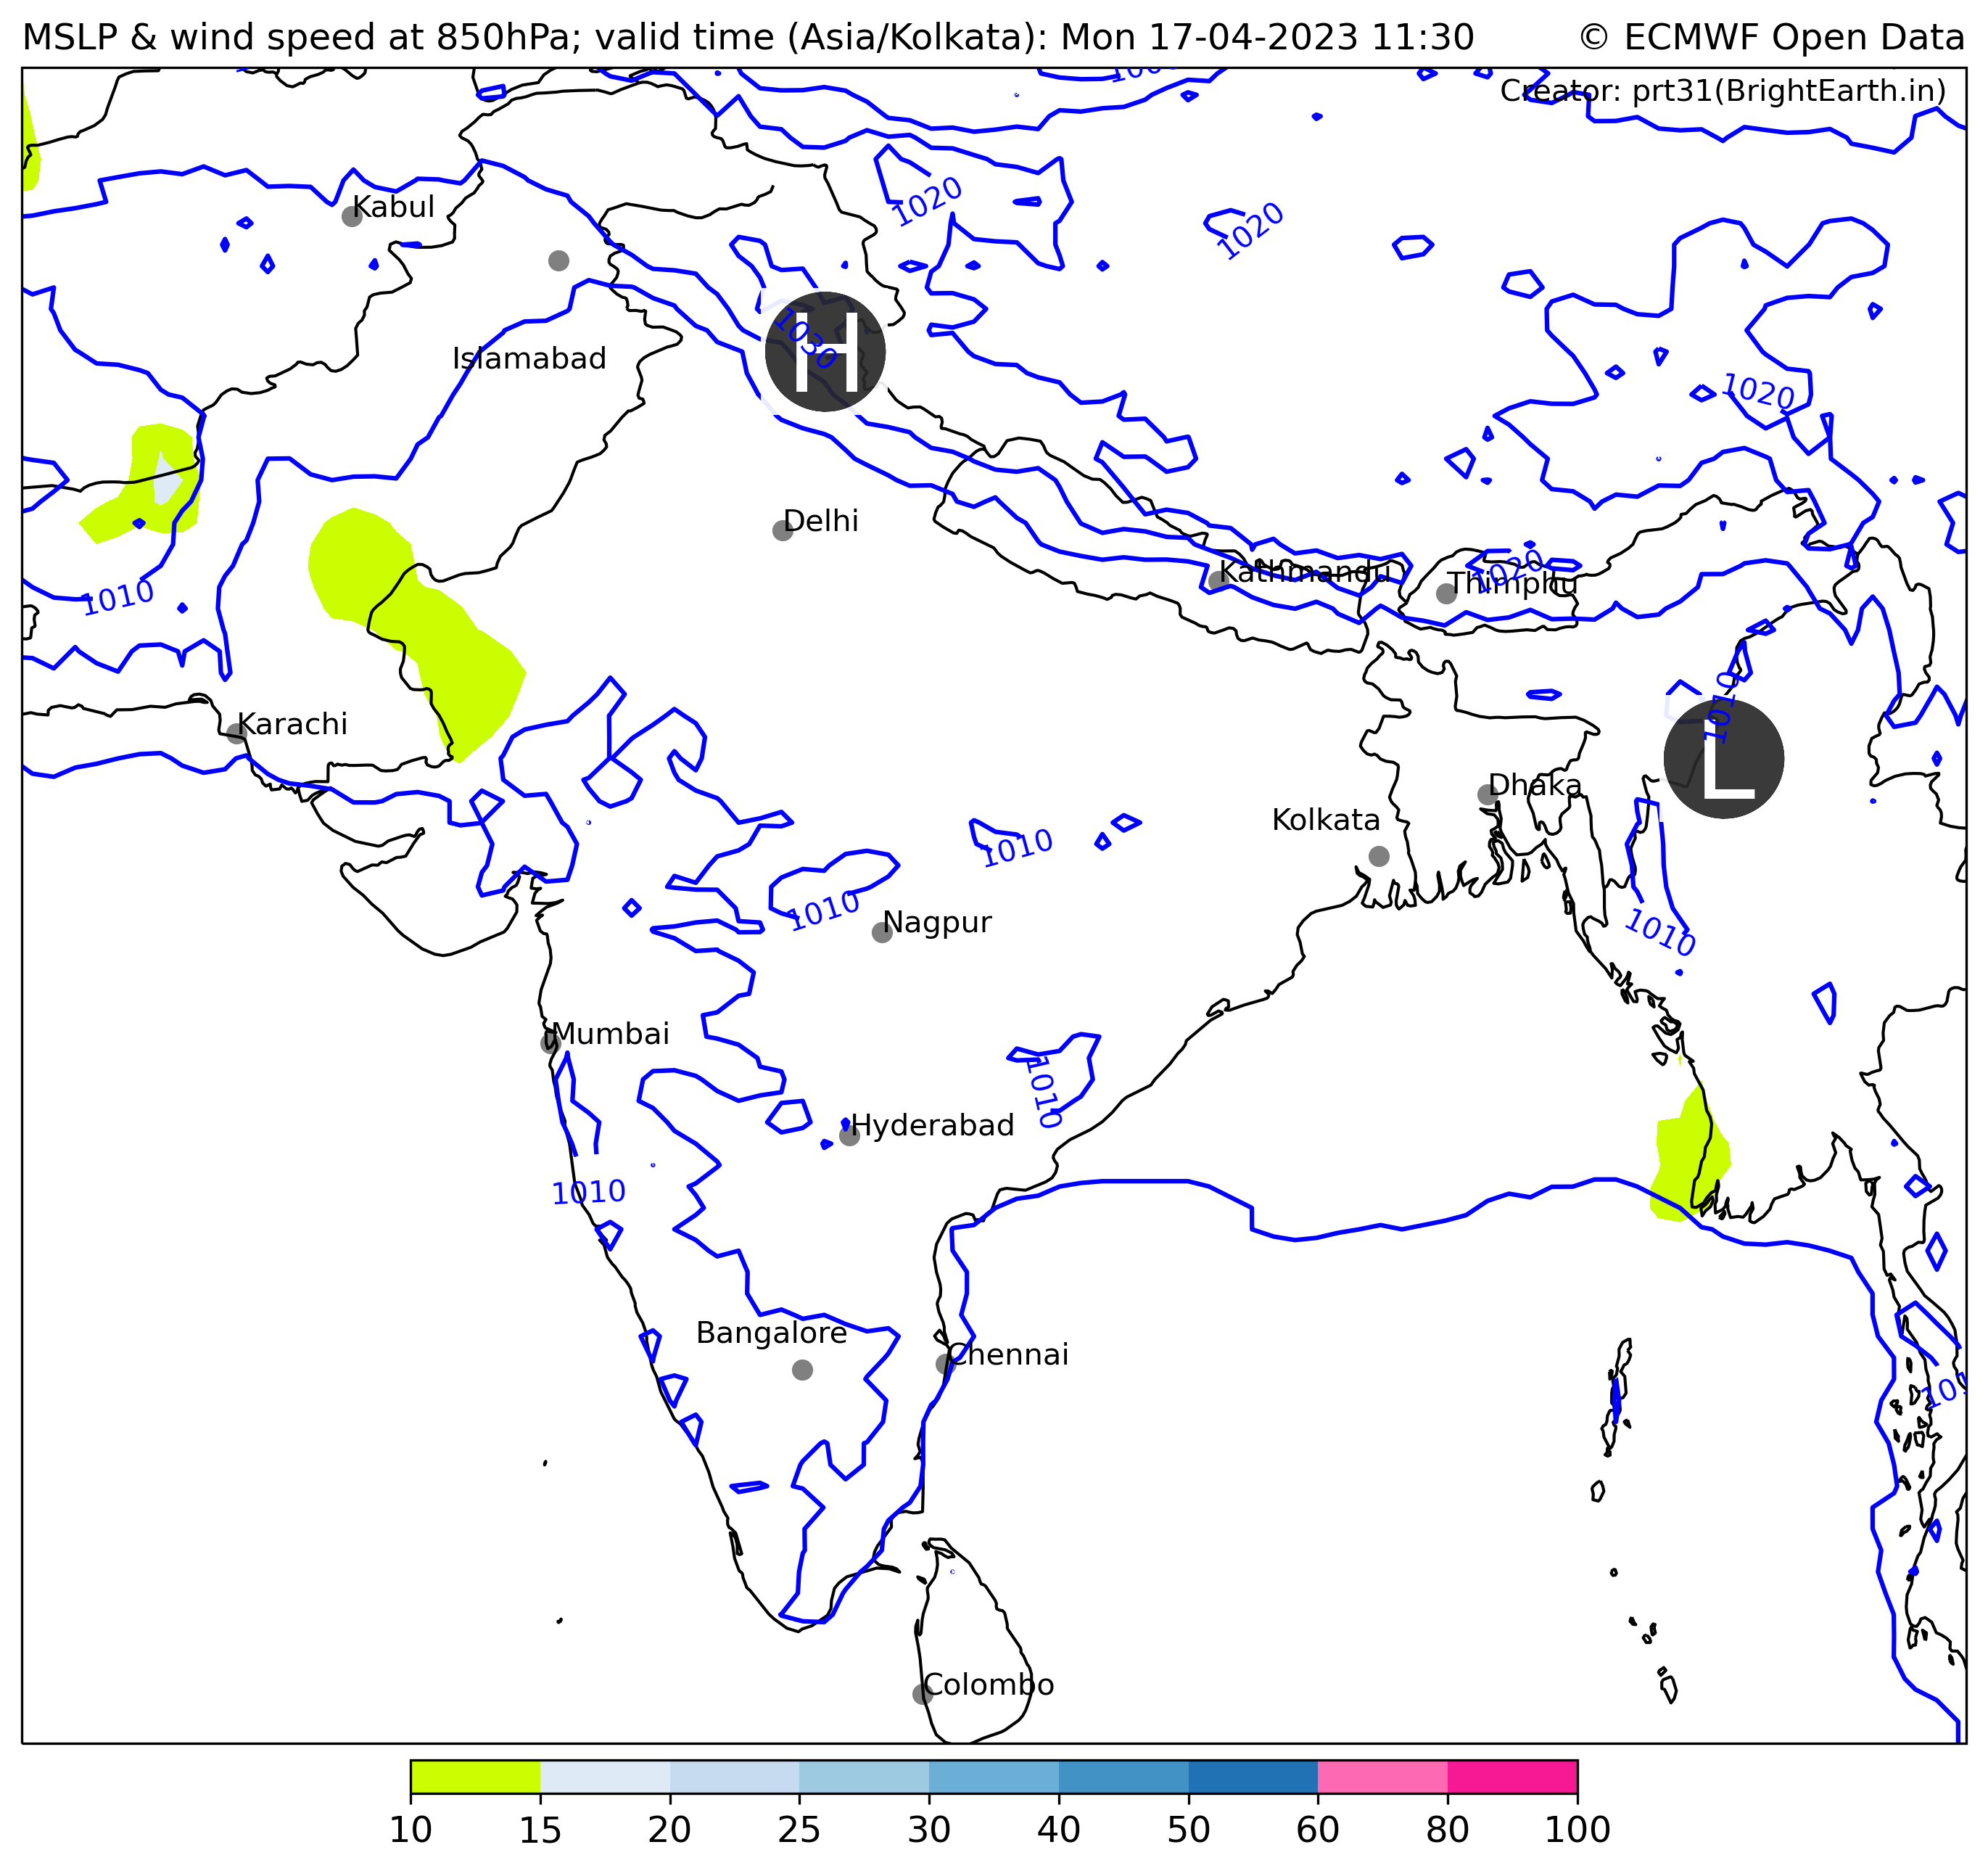 MSLP & wind speed at 850hPa; valid time (Asia/Kolkata): Mon 17-04-2023 11:30 © ECMWF Open Data
Creator: prt31(BrightEarth.in)
1020
Kabul
1020
H
1030
Islamabad
1020
Delhi
Kathmandu
1020
Thimphu
1010
1010
Karachi
L
Dhaka
Kolkata
1010
1010
Nagpur
1010
Mumbai
1010
Hyderabad
1010
Bangalore
Chennai
Colombo
10 15 20 25 30 40 50 60 80 100